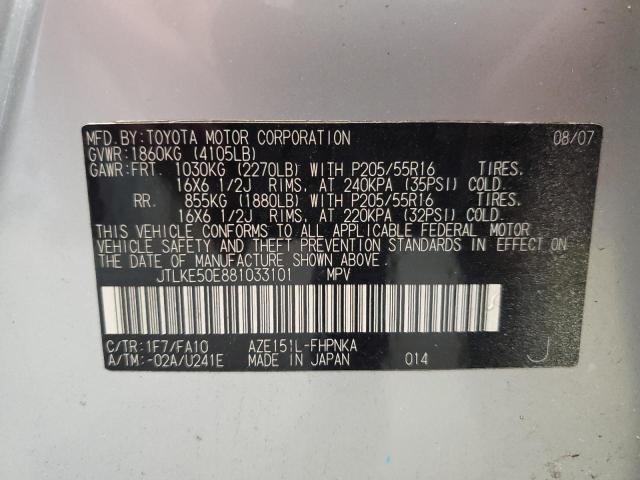 MFD.BY:TOYOTA MOTOR CORPORATION 08/07
GVWR:1860KG (4105LB)
GAWR:FRT. 1030KG (2270LB) WITH P205/55R16 TIRES,
16X6 1/2J RIMS, AT 240KPA (35PSI) COLD.
RR. 855KG (1880LB) WITH P205/55R16 TIRES,
16X6 1/2J RIMS, AT 220KPA (32PSI) COLD.
THIS VEHICLE CONFORMS TO ALL APPLICABLE FEDERAL MOTOR
VEHICLE SAFETY AND THEFT PREVENTION STANDARDS IN EFFECT ON
THE DATE OF MANUFACTURE SHOWN ABOVE.
JTLKE50E881033101 MPV
C/TR:1F7/FA10 AZE151L-FHPNKA
A/TM:-02A/U241E MADE IN JAPAN 014 J